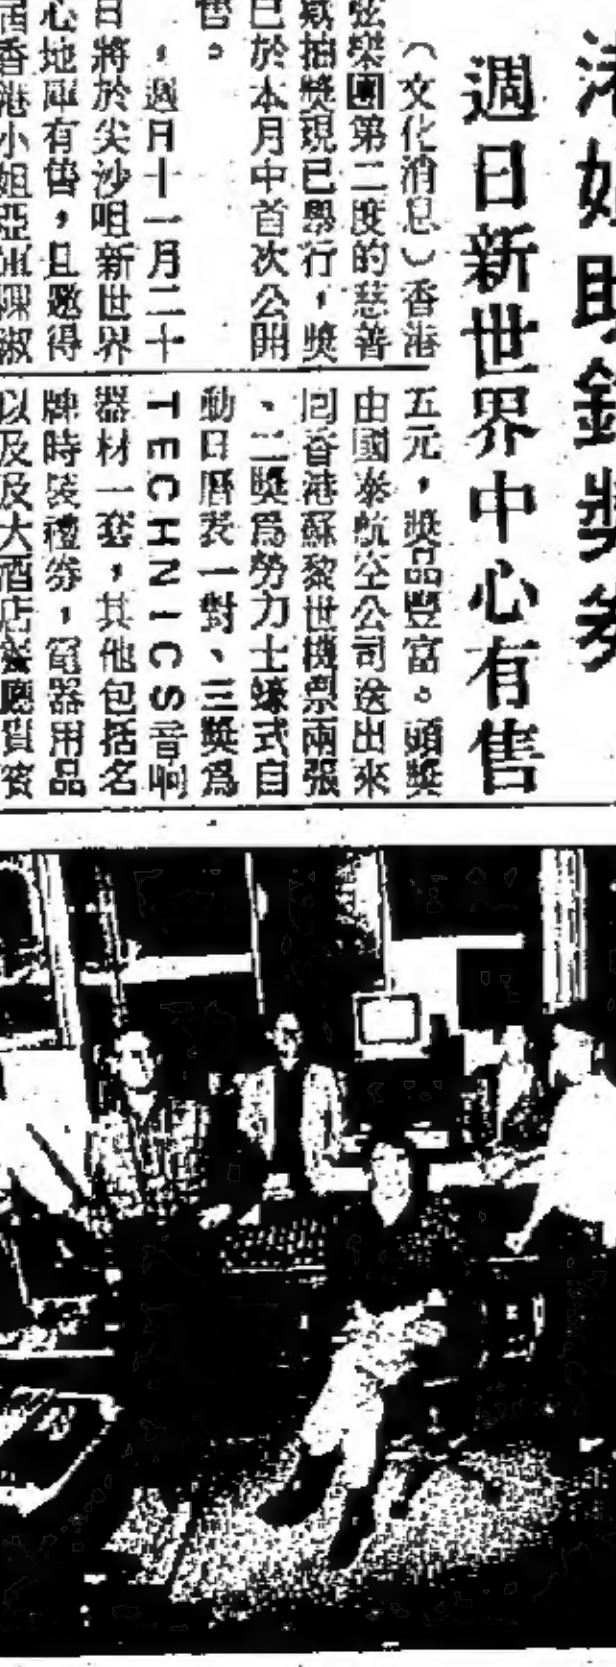 助銷獎券
週日新世界中心有售
（文化消息）香港
弦樂團第二度的慈善
抽獎現已舉行，獎
已於本月中首次公開
售。
，週月十一月二十
日將於尖沙咀新世界
心地庫有售，且邀得
屆香港小姐亞軍陳淑
五元，獎品豐富。頭獎
由國泰航空公司送出來
回香港蘇黎世機票兩張
、二獎爲勞力士蠔式自
動日曆表一對、三獎爲
TECHNICS音响
器材一套，其他包括名
牌時裝禮券，電器用品
以及及大酒店餐廳貴賓